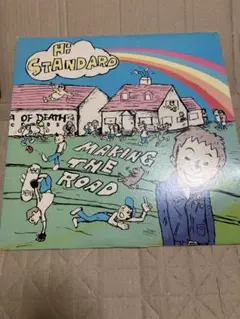 Hi
STANDARD
OF DEATH
MAKING
THE
ROAD